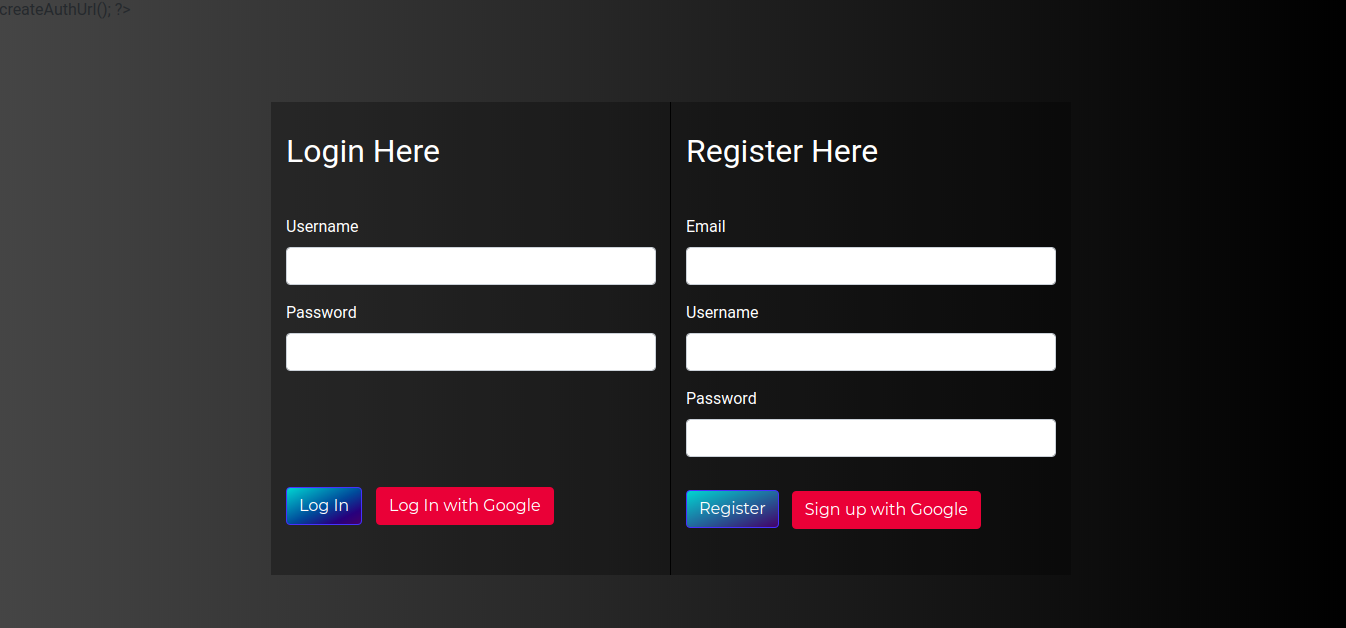 createAuthUrl(); ?>
Login Here
Username
Password
Log In
Log In with Google
Register Here
Email
Username
Password
Register
Sign up with Google